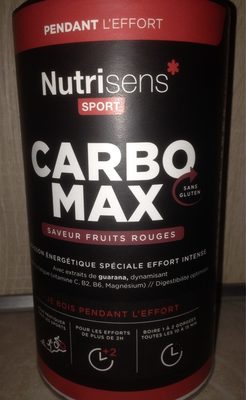 PENDANT L'EFFORT
Nutrisens*
SPORT
CARBO
MAX
SANS
GLUTEN
SAVEUR FRUITS ROUGES
ÉNERGÉTIQUE SPÉCIALE EFFORT INTENSE
Avec extraits de guarana, dynamisant
(vitamine C, B2, B6, Magnésium) // Digestibilité
JE BOIS PENDANT L'EFFORT
POUR LES EFFORTS
DE PLUS DE 2H
BOIRE 1 À 2 GORGÉES
TOUTES LES 10 À 15 MIN
+2